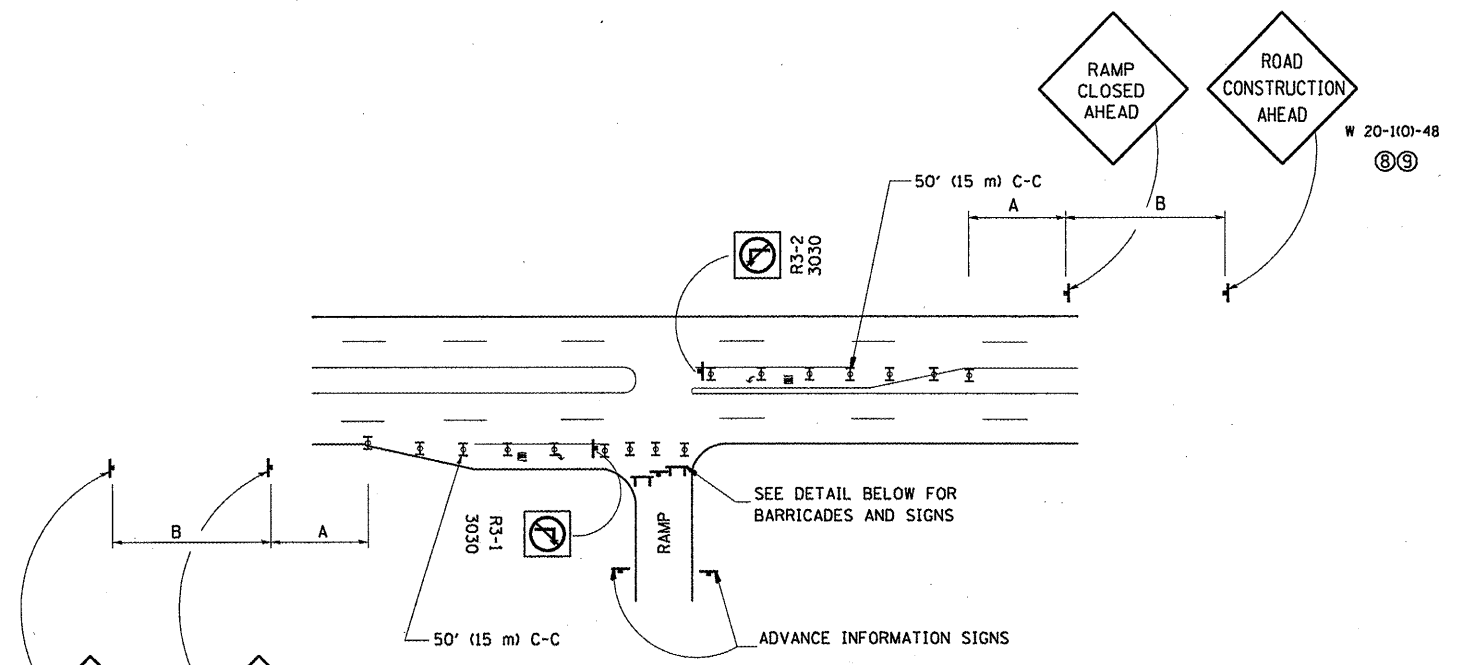 RAMP
CLOSED
AHEAD
ROAD
CONSTRUCTION
AHEAD
W 20-1(O)-48
⑧⑨
50' (15 m) C-C
A
B
R3-2
3030
SEE DETAIL BELOW FOR
BARRICADES AND SIGNS
B
A
R3-1
3030
RAMP
50' (15 m) C-C
ADVANCE INFORMATION SIGNS